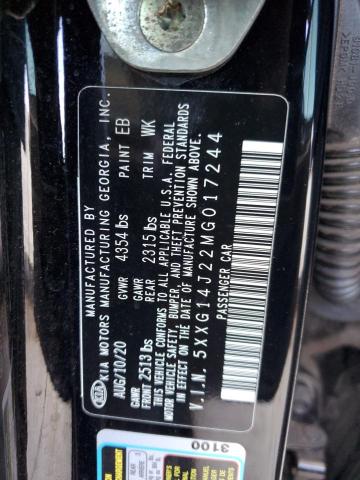 MANUFACTURED BY
KIA KIA MOTORS MANUFACTURING GEORGIA, INC.
AUG/10/20 GVWR 4354 lbs PAINT EB
GAWR FRONT 2513 lbs GAWR REAR 2315 lbs TRIM WK
THIS VEHICLE CONFORMS TO ALL APPLICABLE U.S.A. FEDERAL
MOTOR VEHICLE SAFETY, BUMPER, AND THEFT PREVENTION STANDARDS
IN EFFECT ON THE DATE OF MANUFACTURE SHOWN ABOVE.
V.I.N. 5XXG14J22MG017244
PASSENGER CAR
3100